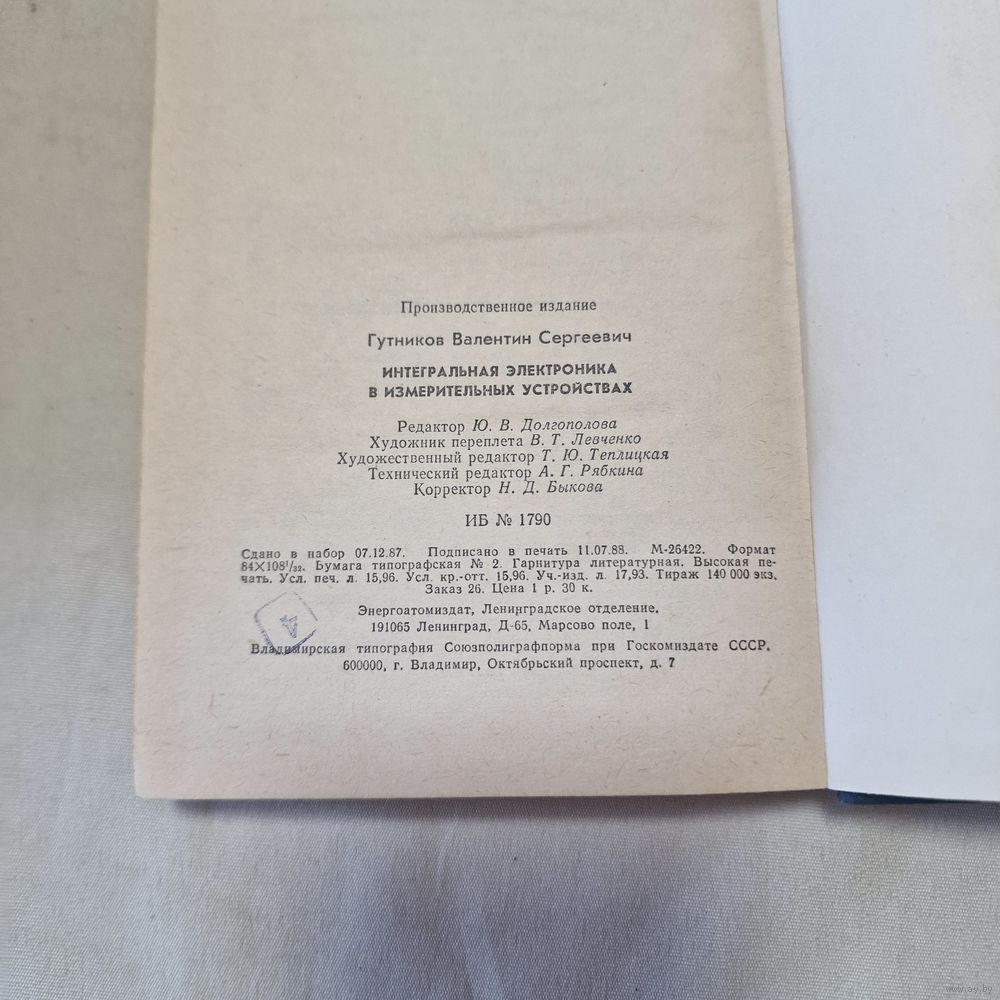 Производственное издание
Гутников Валентин Сергеевич
ИНТЕГРАЛЬНАЯ ЭЛЕКТРОНИКА
В ИЗМЕРИТЕЛЬНЫХ УСТРОЙСТВАХ
Редактор Ю. В. Долгополова
Художник переплета В. Т. Левченко
Художественный редактор Т. Ю. Теплицкая
Технический редактор А. Г. Рябкина
Корректор Н. Д. Быкова
ИБ № 1790
Сдано в набор 07.12.87. Подписано в печать 11.07.88. М-26422. Формат
84×108¹/₃₂. Бумага типографская № 2. Гарнитура литературная. Высокая пе-
чать. Усл. печ. л. 15,96. Усл. кр.-отт. 15,96. Уч.-изд. л. 17,93. Тираж 140 000 экз.
Заказ 26. Цена 1 р. 30 к.
Энергоатомиздат, Ленинградское отделение.
191065 Ленинград, Д-65, Марсово поле, 1
Владимирская типография Союзполиграфпрома при Госкомиздате СССР.
600000, г. Владимир, Октябрьский проспект, д. 7
www.ay.by